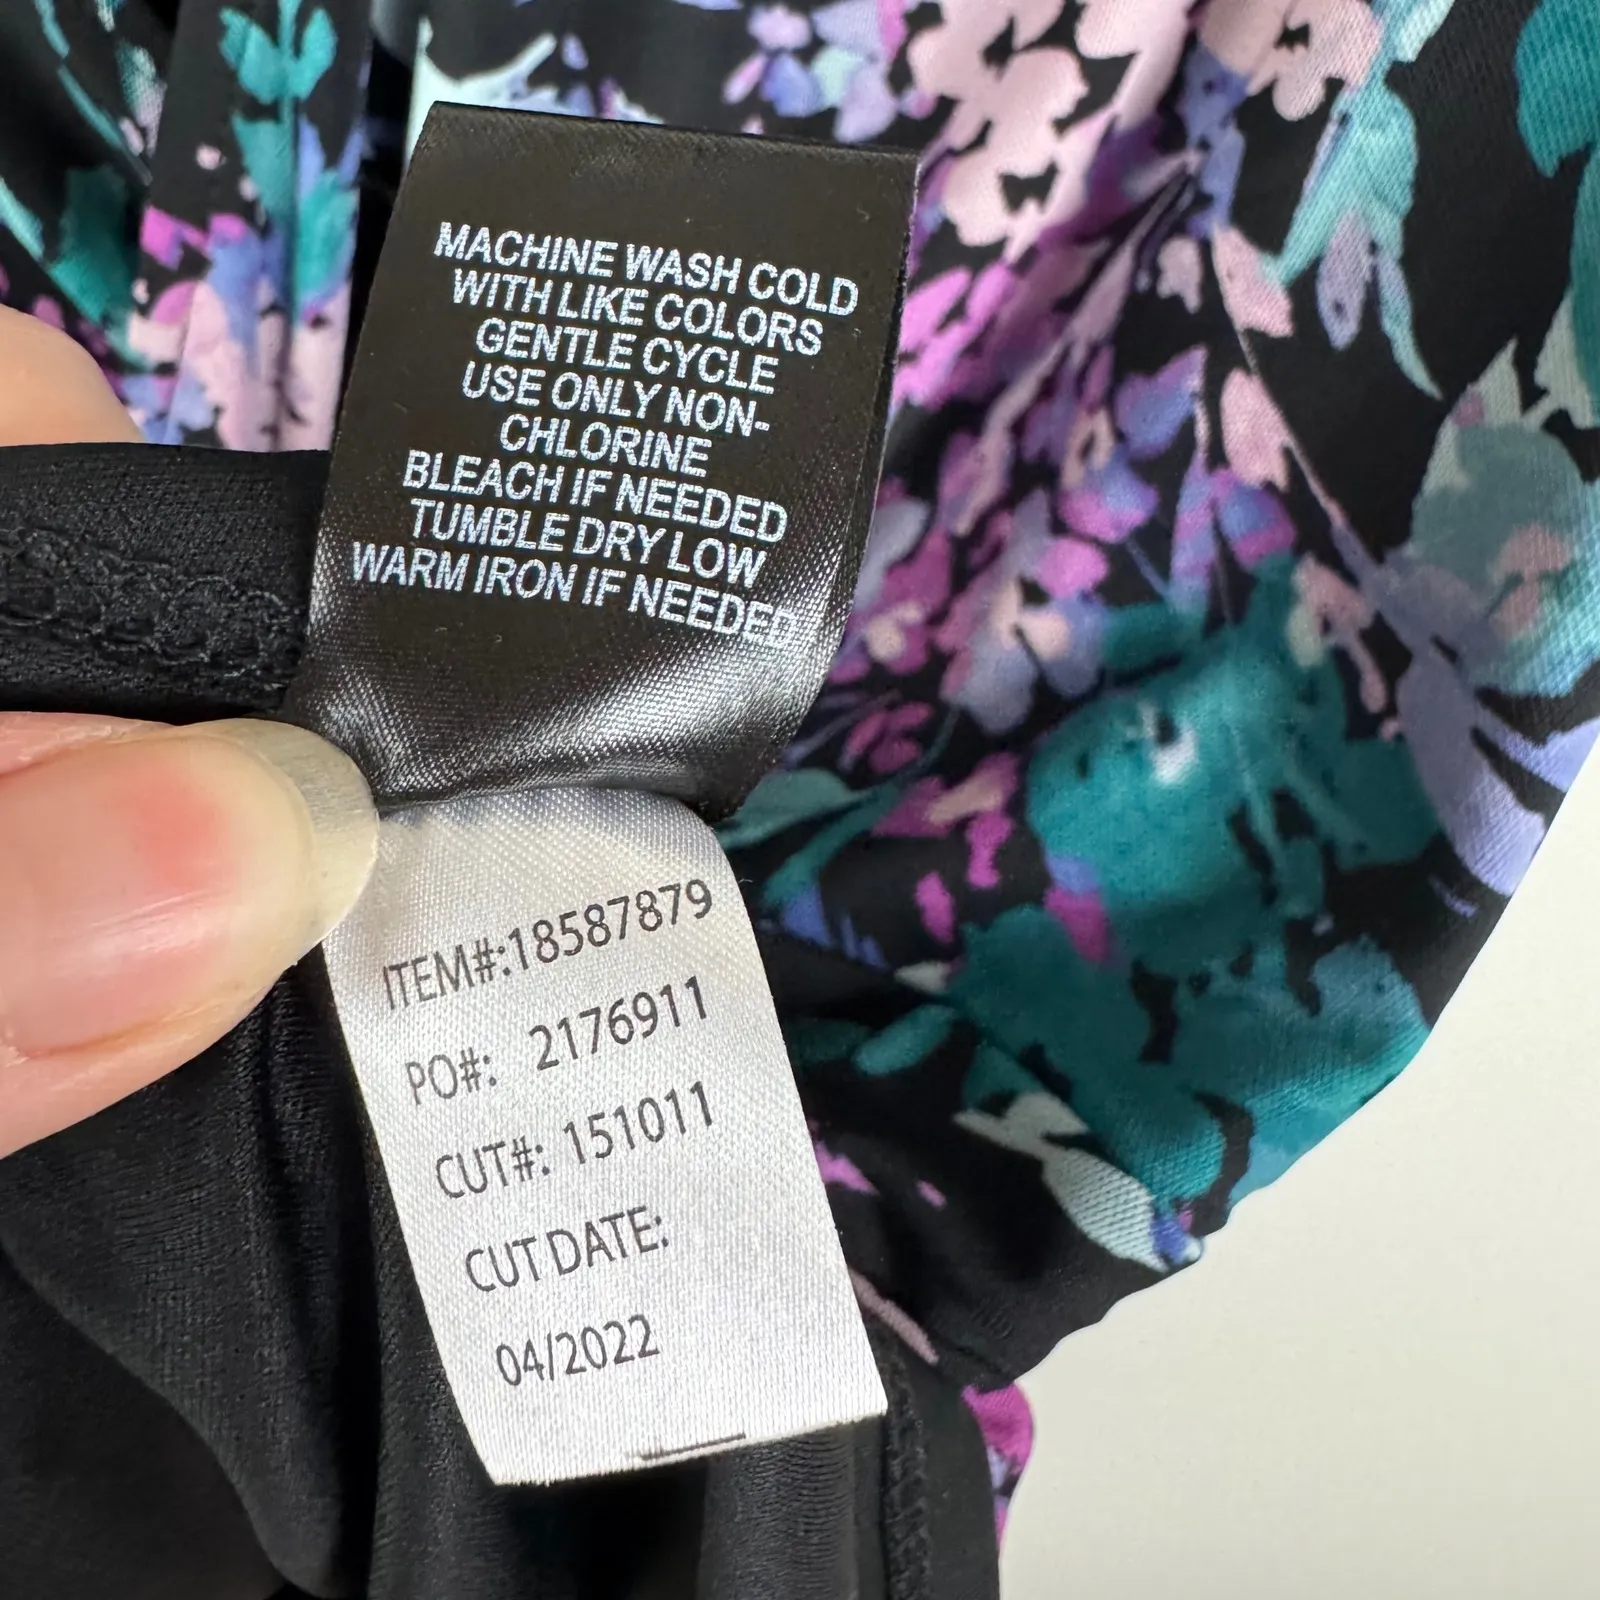 MACHINE WASH COLD
WITH LIKE COLORS
GENTLE CYCLE
USE ONLY NON-
CHLORINE
BLEACH IF NEEDED
TUMBLE DRY LOW
WARM IRON IF NEEDED
ITEM#:18587879
PO#: 2176911
CUT#: 151011
CUT DATE:
04/2022